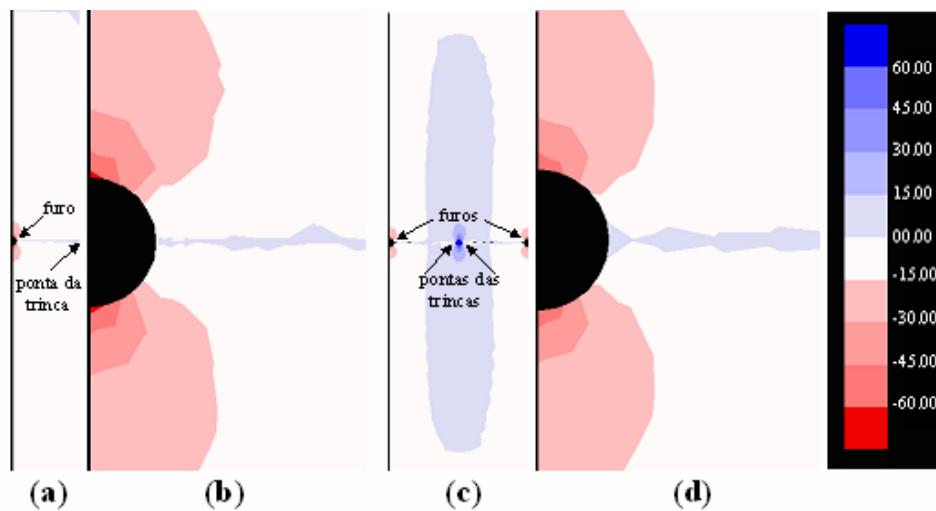 furo
ponta da
trinca
furos
pontas das
trincas
60.00
45.00
30.00
15.00
00.00
-15.00
-30.00
-45.00
-60.00
(a)
(b)
(c)
(d)